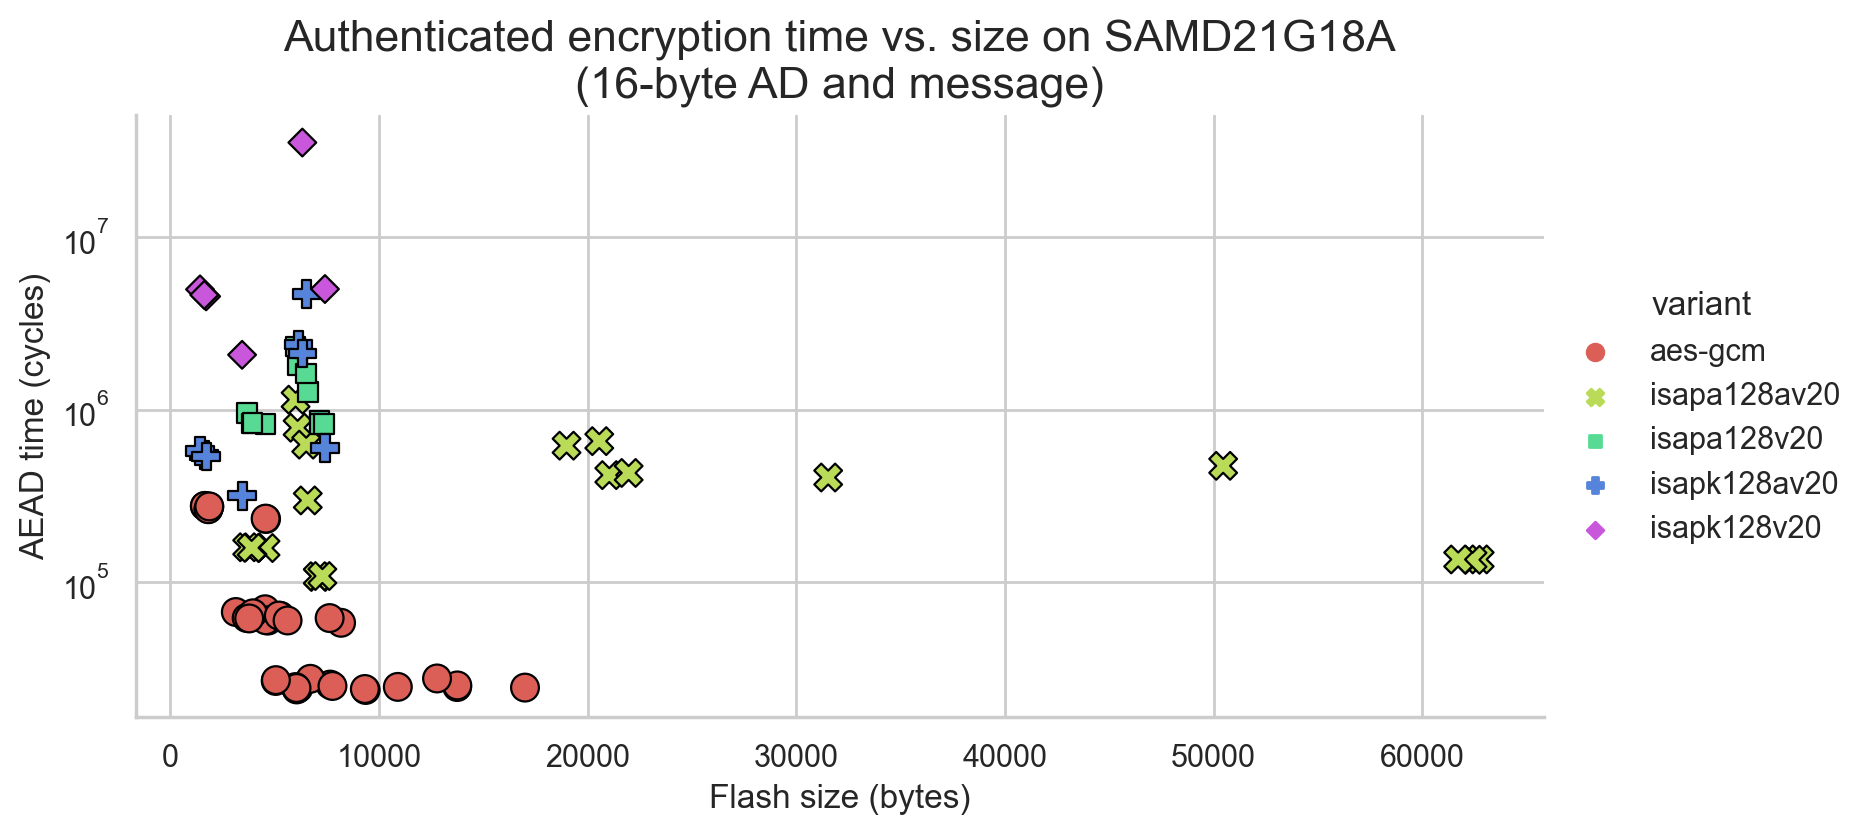 Authenticated encryption time vs. size on SAMD21G18A
(16-byte AD and message)
AEAD time (cycles)
10^7
10^6
10^5
0 10000 20000 30000 40000 50000 60000
Flash size (bytes)
variant
aes-gcm
isapa128av20
isapa128v20
isapk128av20
isapk128v20